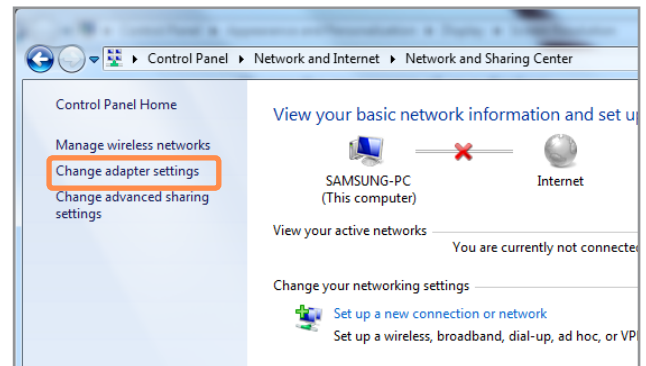 Control Panel ▸ Network and Internet ▸ Network and Sharing Center
Control Panel Home
Manage wireless networks
Change adapter settings
Change advanced sharing
settings
View your basic network information and set u
SAMSUNG-PC
(This computer)
Internet
View your active networks
You are currently not connecte
Change your networking settings
Set up a new connection or network
Set up a wireless, broadband, dial-up, ad hoc, or VP